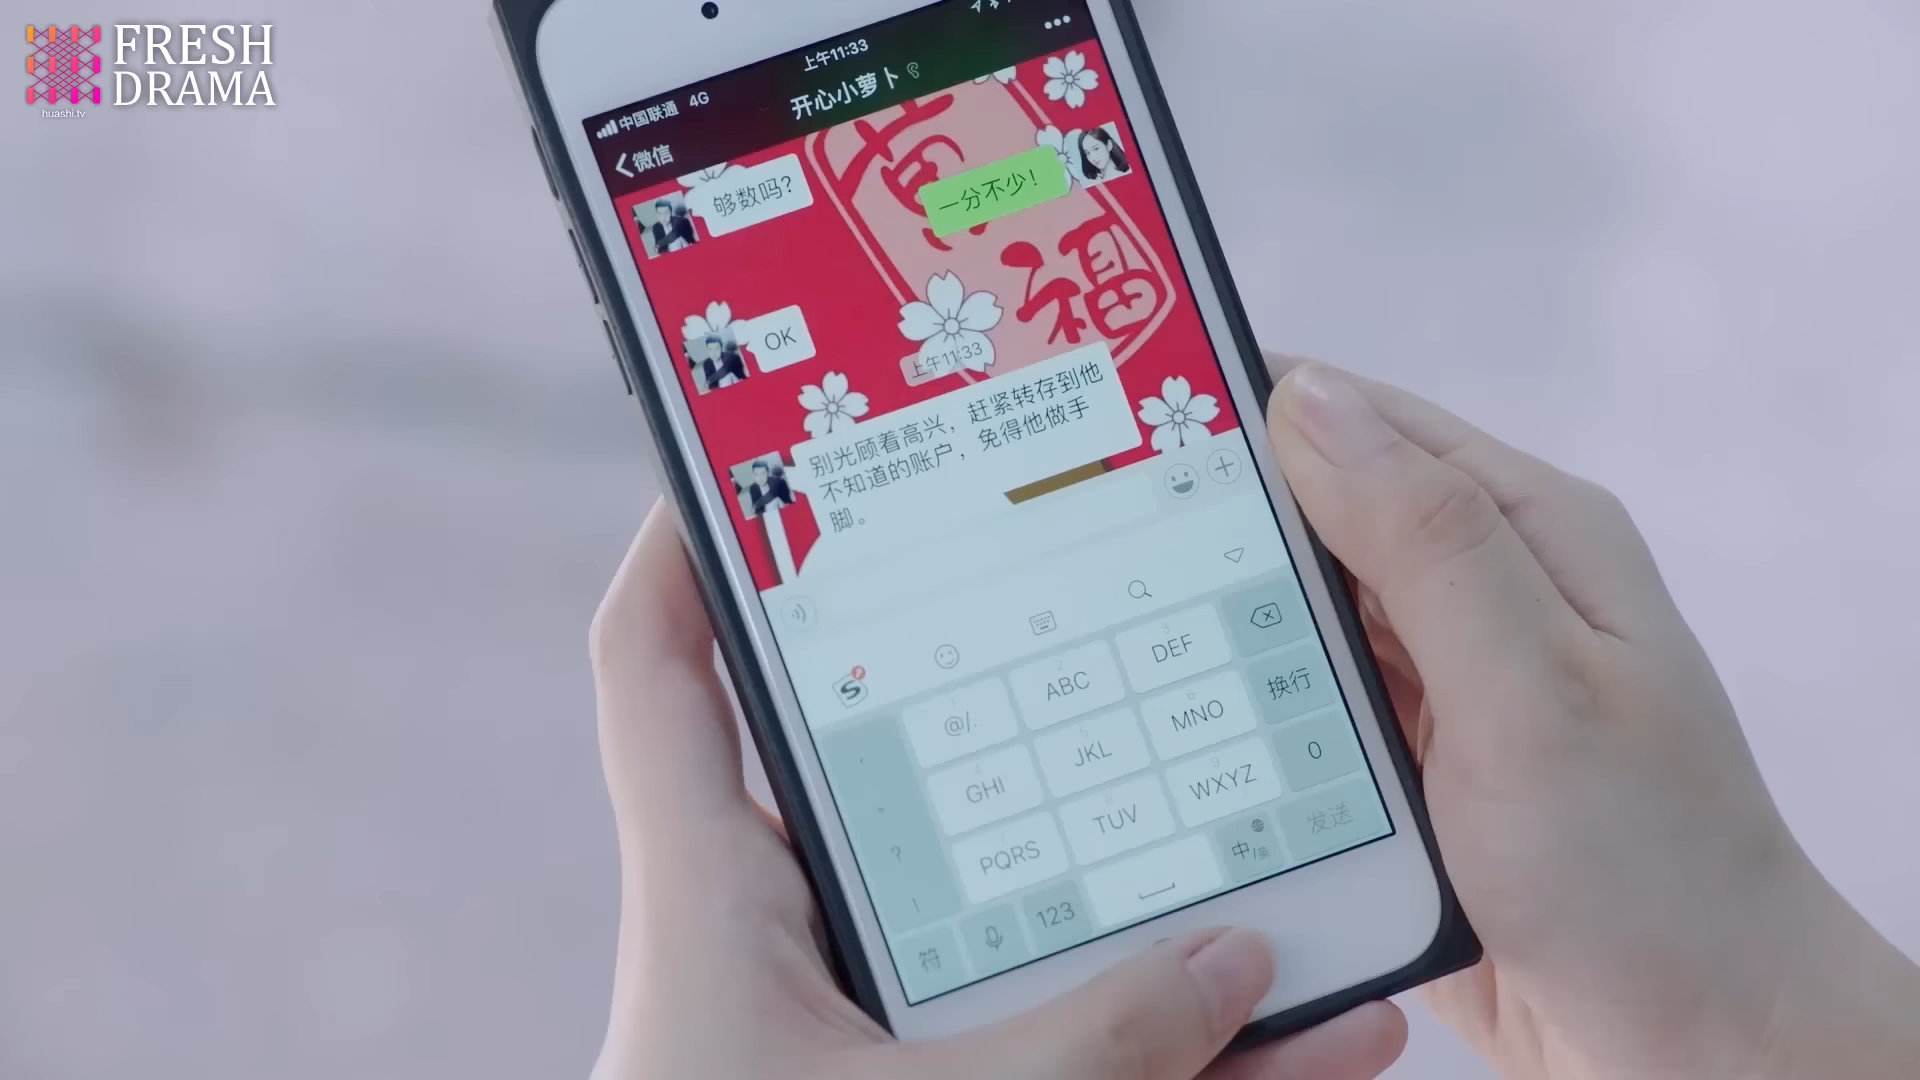 FRESH
DRAMA
huashi.tv
上午11:33
中国联通 4G
微信
开心小萝卜
够数吗?
一分不少!
福
OK
上午11:33
别光顾着高兴，赶紧转存到他
不知道的账户，免得他做手
脚。
@/.
ABC
DEF
GHI
JKL
MNO
换行
PQRS
TUV
WXYZ
0
符
123
中/英
发送